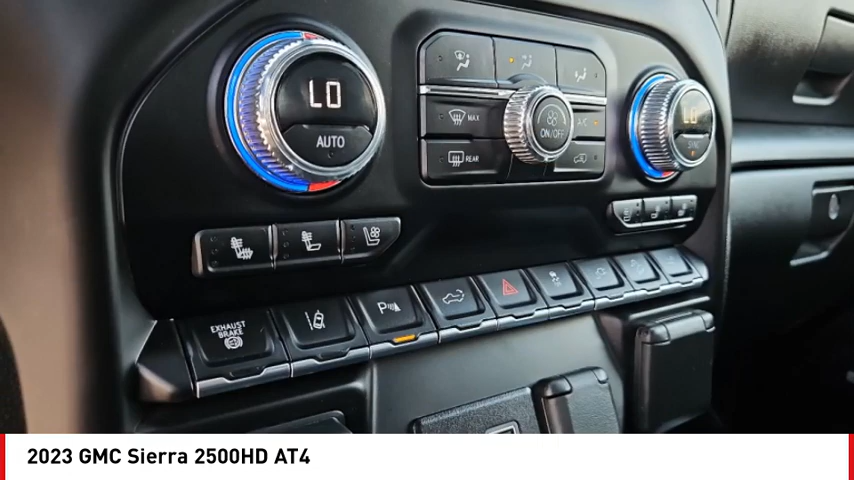 LO
AUTO
MAX
REAR
ON/OFF
A/C
LO
SYNC
EXHAUST
BRAKE
P
2023 GMC Sierra 2500HD AT4